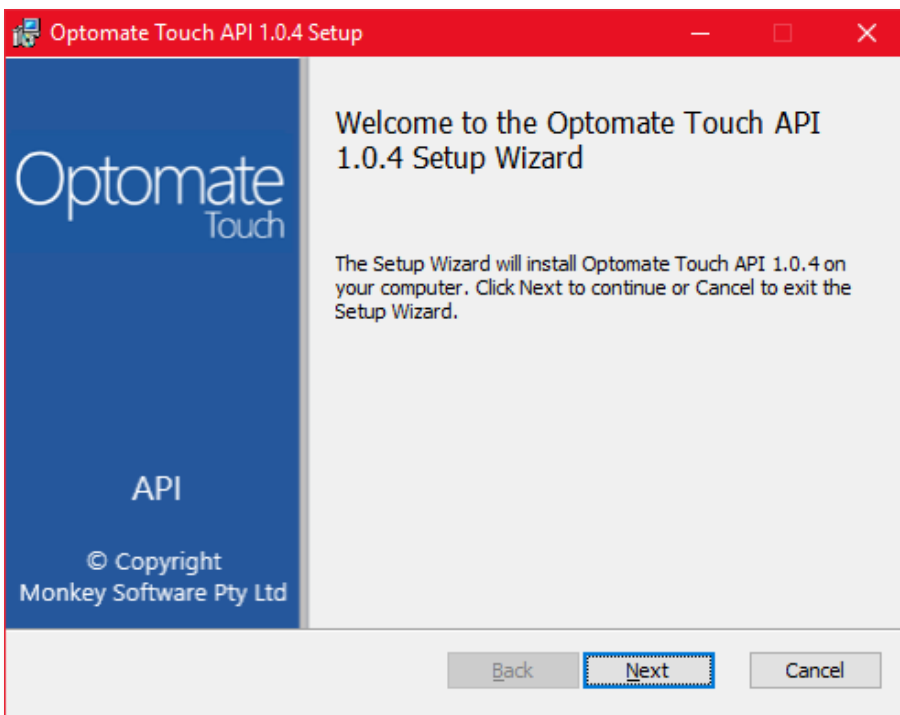 Optomate Touch API 1.0.4 Setup
Optomate
Touch
API
© Copyright
Monkey Software Pty Ltd
Welcome to the Optomate Touch API
1.0.4 Setup Wizard
The Setup Wizard will install Optomate Touch API 1.0.4 on
your computer. Click Next to continue or Cancel to exit the
Setup Wizard.
Back
Next
Cancel